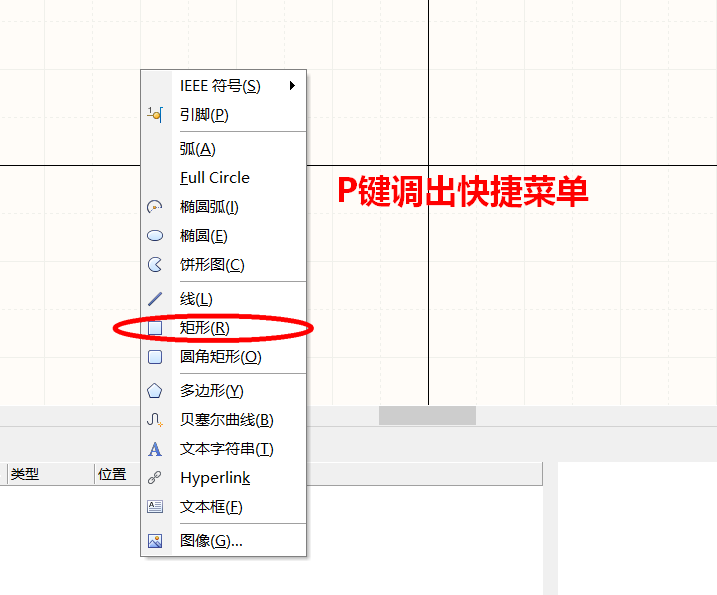 IEEE 符号(S)
引脚(P)
弧(A)
Full Circle
P键调出快捷菜单
椭圆弧(I)
椭圆(E)
饼形图(C)
线(L)
矩形(R)
圆角矩形(O)
多边形(Y)
贝塞尔曲线(B)
文本字符串(T)
类型 位置
Hyperlink
文本框(F)
图像(G)...